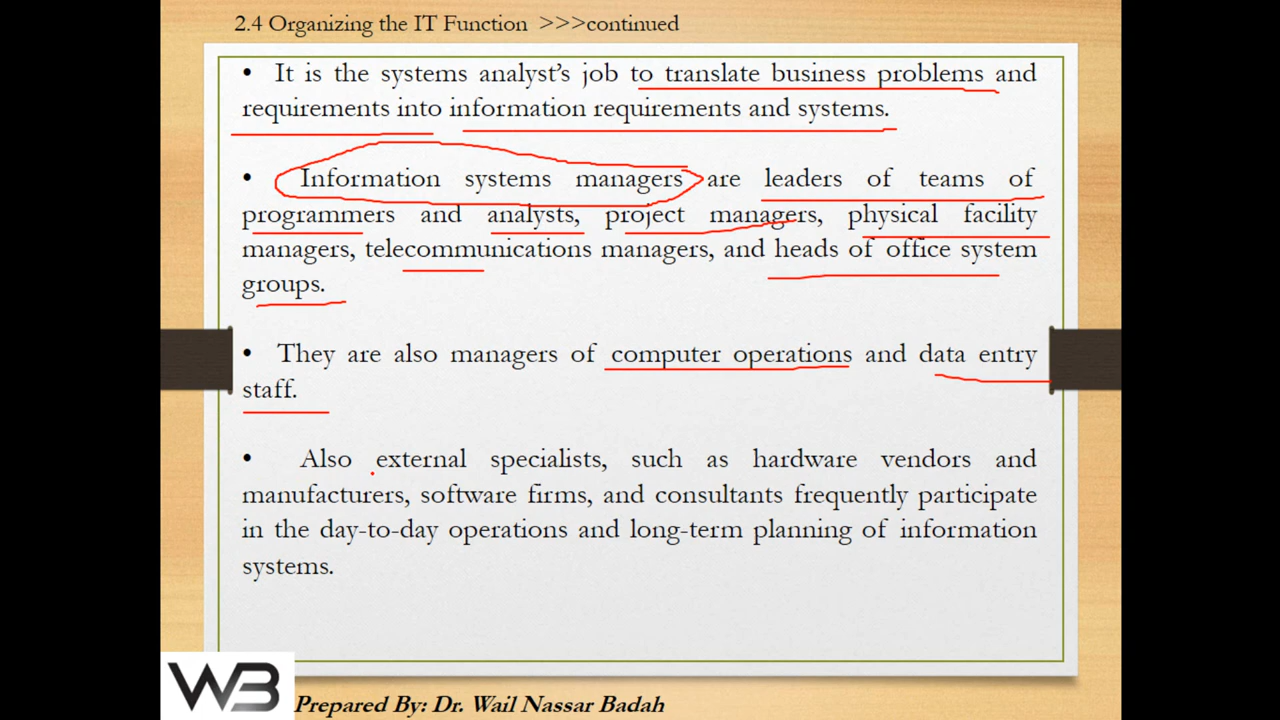 2.4 Organizing the IT Function >>>continued
• It is the systems analyst’s job to translate business problems and
requirements into information requirements and systems.
• Information systems managers are leaders of teams of
programmers and analysts, project managers, physical facility
managers, telecommunications managers, and heads of office system
groups.
• They are also managers of computer operations and data entry
staff.
• Also external specialists, such as hardware vendors and
manufacturers, software firms, and consultants frequently participate
in the day-to-day operations and long-term planning of information
systems.
WB
Prepared By: Dr. Wail Nassar Badah